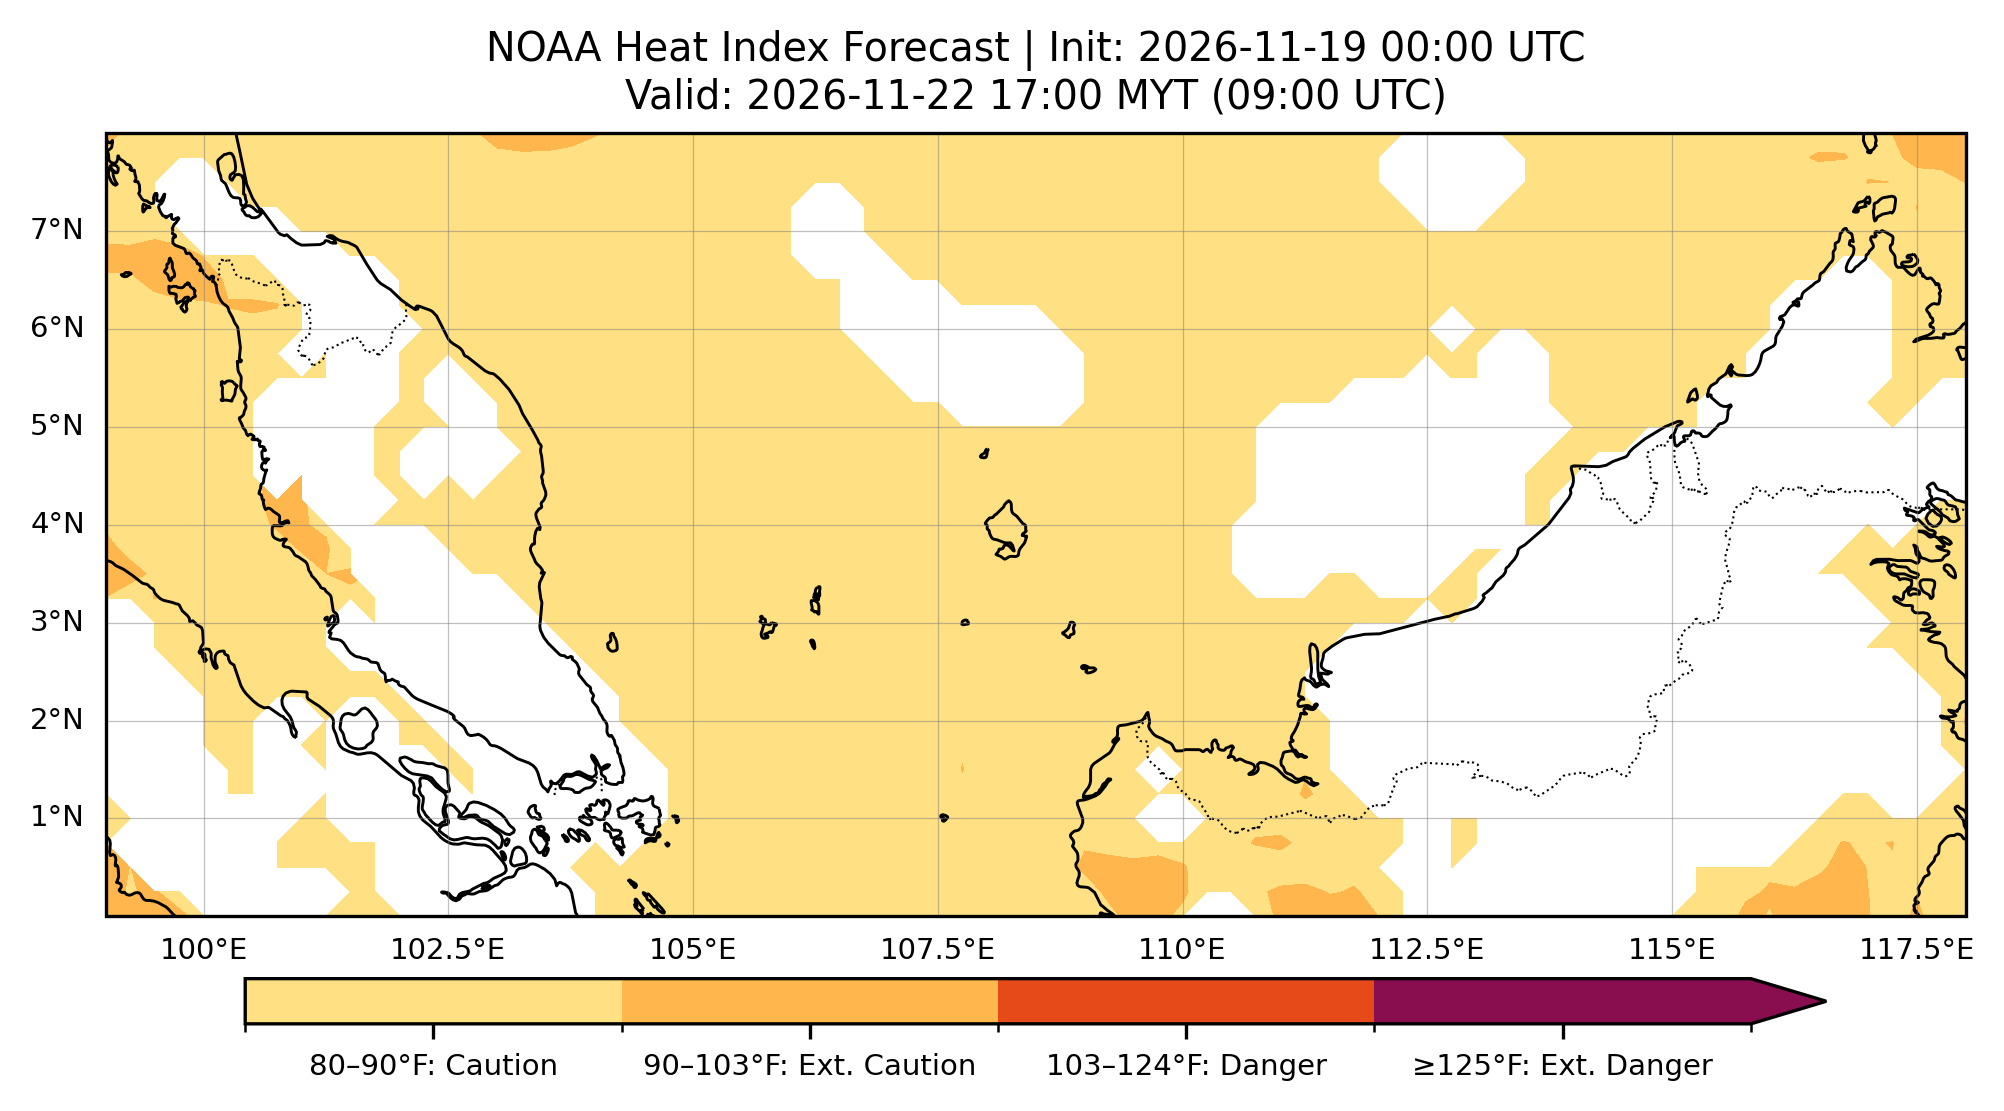 NOAA Heat Index Forecast | Init: 2026-11-19 00:00 UTC
Valid: 2026-11-22 17:00 MYT (09:00 UTC)
7°N
6°N
5°N
4°N
3°N
2°N
1°N
100°E 102.5°E 105°E 107.5°E 110°E 112.5°E 115°E 117.5°E
80–90°F: Caution 90–103°F: Ext. Caution 103–124°F: Danger ≥125°F: Ext. Danger